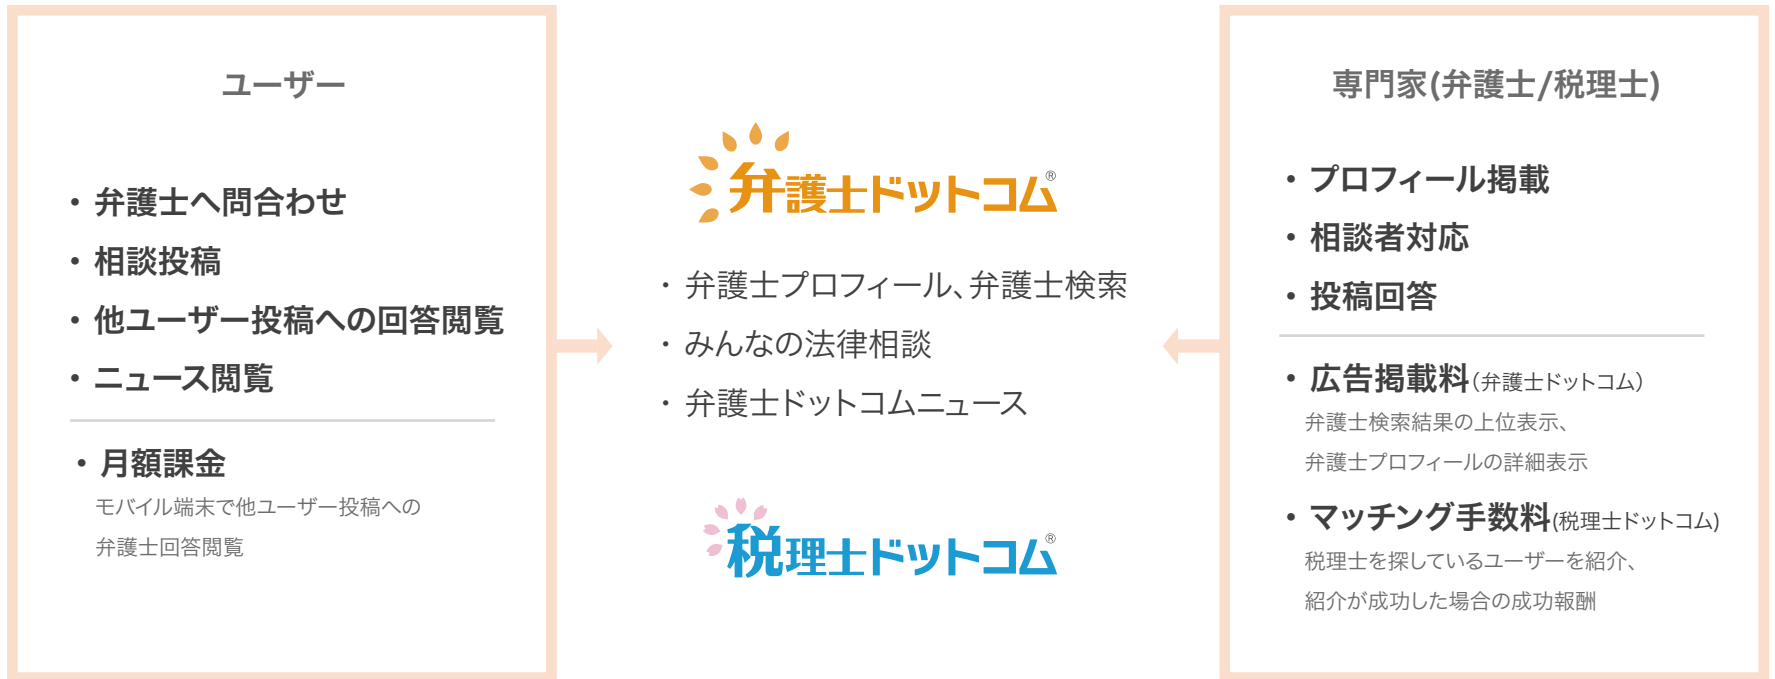 ユーザー
・ 弁護士へ問合わせ
・ 相談投稿
・ 他ユーザー投稿への回答閲覧
・ ニュース閲覧
・ 月額課金
モバイル端末で他ユーザー投稿への
弁護士回答閲覧
弁護士ドットコム®
・ 弁護士プロフィール、弁護士検索
・ みんなの法律相談
・ 弁護士ドットコムニュース
税理士ドットコム®
専門家(弁護士/税理士)
・ プロフィール掲載
・ 相談者対応
・ 投稿回答
・ 広告掲載料(弁護士ドットコム)
弁護士検索結果の上位表示、
弁護士プロフィールの詳細表示
・ マッチング手数料(税理士ドットコム)
税理士を探しているユーザーを紹介、
紹介が成功した場合の成功報酬